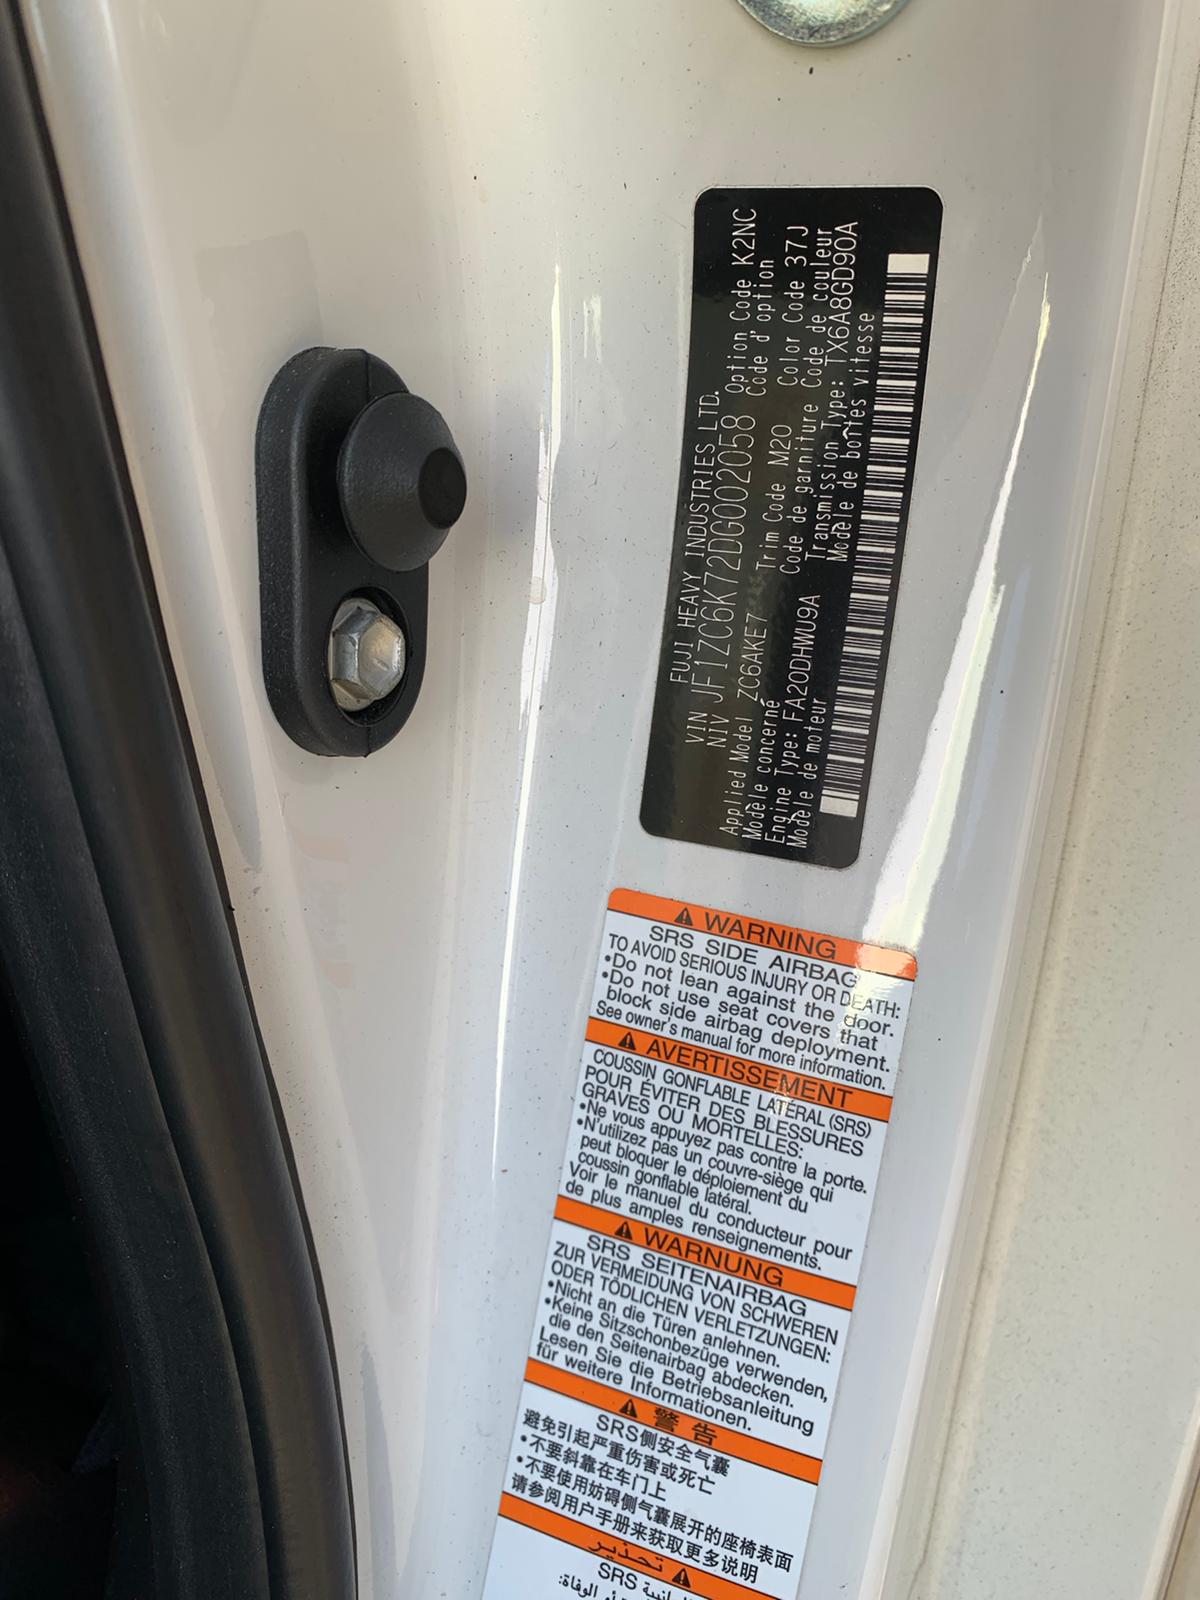 FUJI HEAVY INDUSTRIES LTD.
VIN
NIV JF1ZC6K72DG002058
Applied Model ZC6AKE7 Trim Code M20 Option Code K2NC
Modèle concerné Code de garniture Code d'option
Color Code 37J
Code de couleur
Engine Type: FA20DHWU9A Transmission Type: TX6A8GD90A
Modèle de moteur Modèle de boîtes vitesse
⚠ WARNING
SRS SIDE AIRBAG
TO AVOID SERIOUS INJURY OR DEATH:
•Do not lean against the door.
•Do not use seat covers that
block side airbag deployment.
See owner's manual for more information.
⚠ AVERTISSEMENT
COUSSIN GONFLABLE LATÉRAL (SRS)
POUR ÉVITER DES BLESSURES
GRAVES OU MORTELLES:
•Ne vous appuyez pas contre la porte.
•N'utilizez pas un couvre-siège qui
peut bloquer le déploiement du
coussin gonflable latéral.
Voir le manuel du conducteur pour
de plus amples renseignements.
⚠ WARNUNG
SRS SEITENAIRBAG
ZUR VERMEIDUNG VON SCHWEREN
ODER TÖDLICHEN VERLETZUNGEN:
•Nicht an die Türen anlehnen.
•Keine Sitzschonbezüge verwenden,
die den Seitenairbag abdecken.
Lesen Sie die Betriebsanleitung
für weitere Informationen.
⚠ 警告
SRS侧安全气囊
避免引起严重伤害或死亡
•不要斜靠在车门上
•不要使用妨碍侧气囊展开的座椅表面
请参阅用户手册来获取更多说明
⚠ تحذير
SRS
الوفاة: